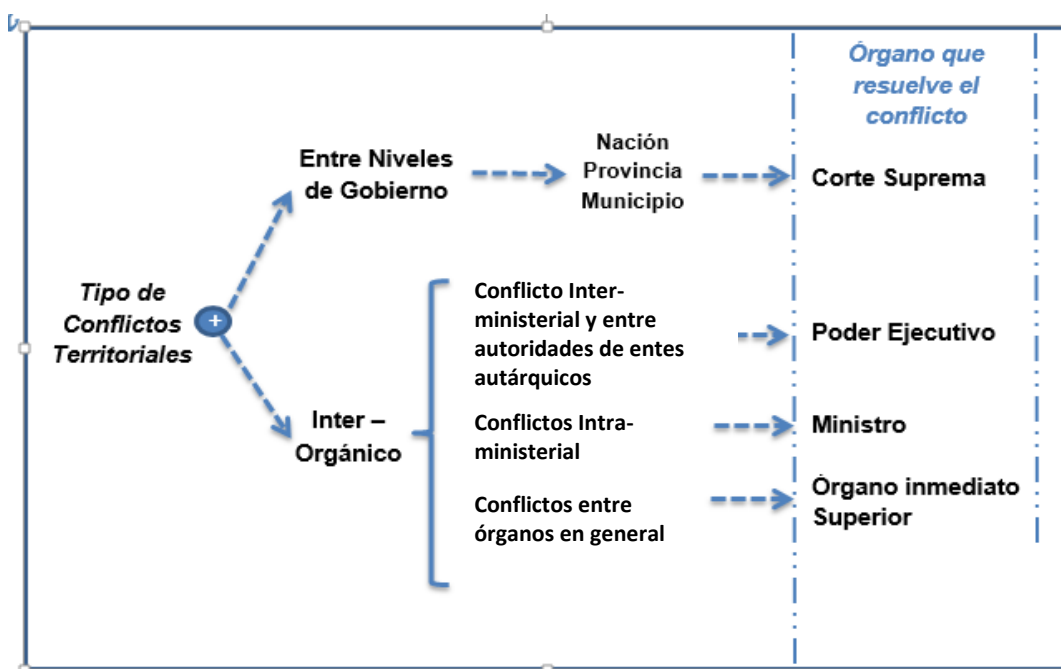 Órgano que
resuelve el
conflicto
Entre Niveles
de Gobierno
Nación
Provincia
Municipio
Corte Suprema
Tipo de
Conflictos
Territoriales
+
Conflicto Inter-
ministerial y entre
autoridades de entes
autárquicos
Poder Ejecutivo
Inter –
Orgánico
Conflictos Intra-
ministerial
Ministro
Conflictos entre
órganos en general
Órgano inmediato
Superior